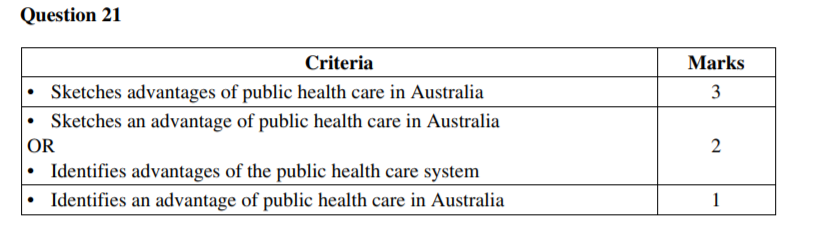 Question 21
Criteria Marks
• Sketches advantages of public health care in Australia 3
• Sketches an advantage of public health care in Australia
OR 2
• Identifies advantages of the public health care system
• Identifies an advantage of public health care in Australia 1